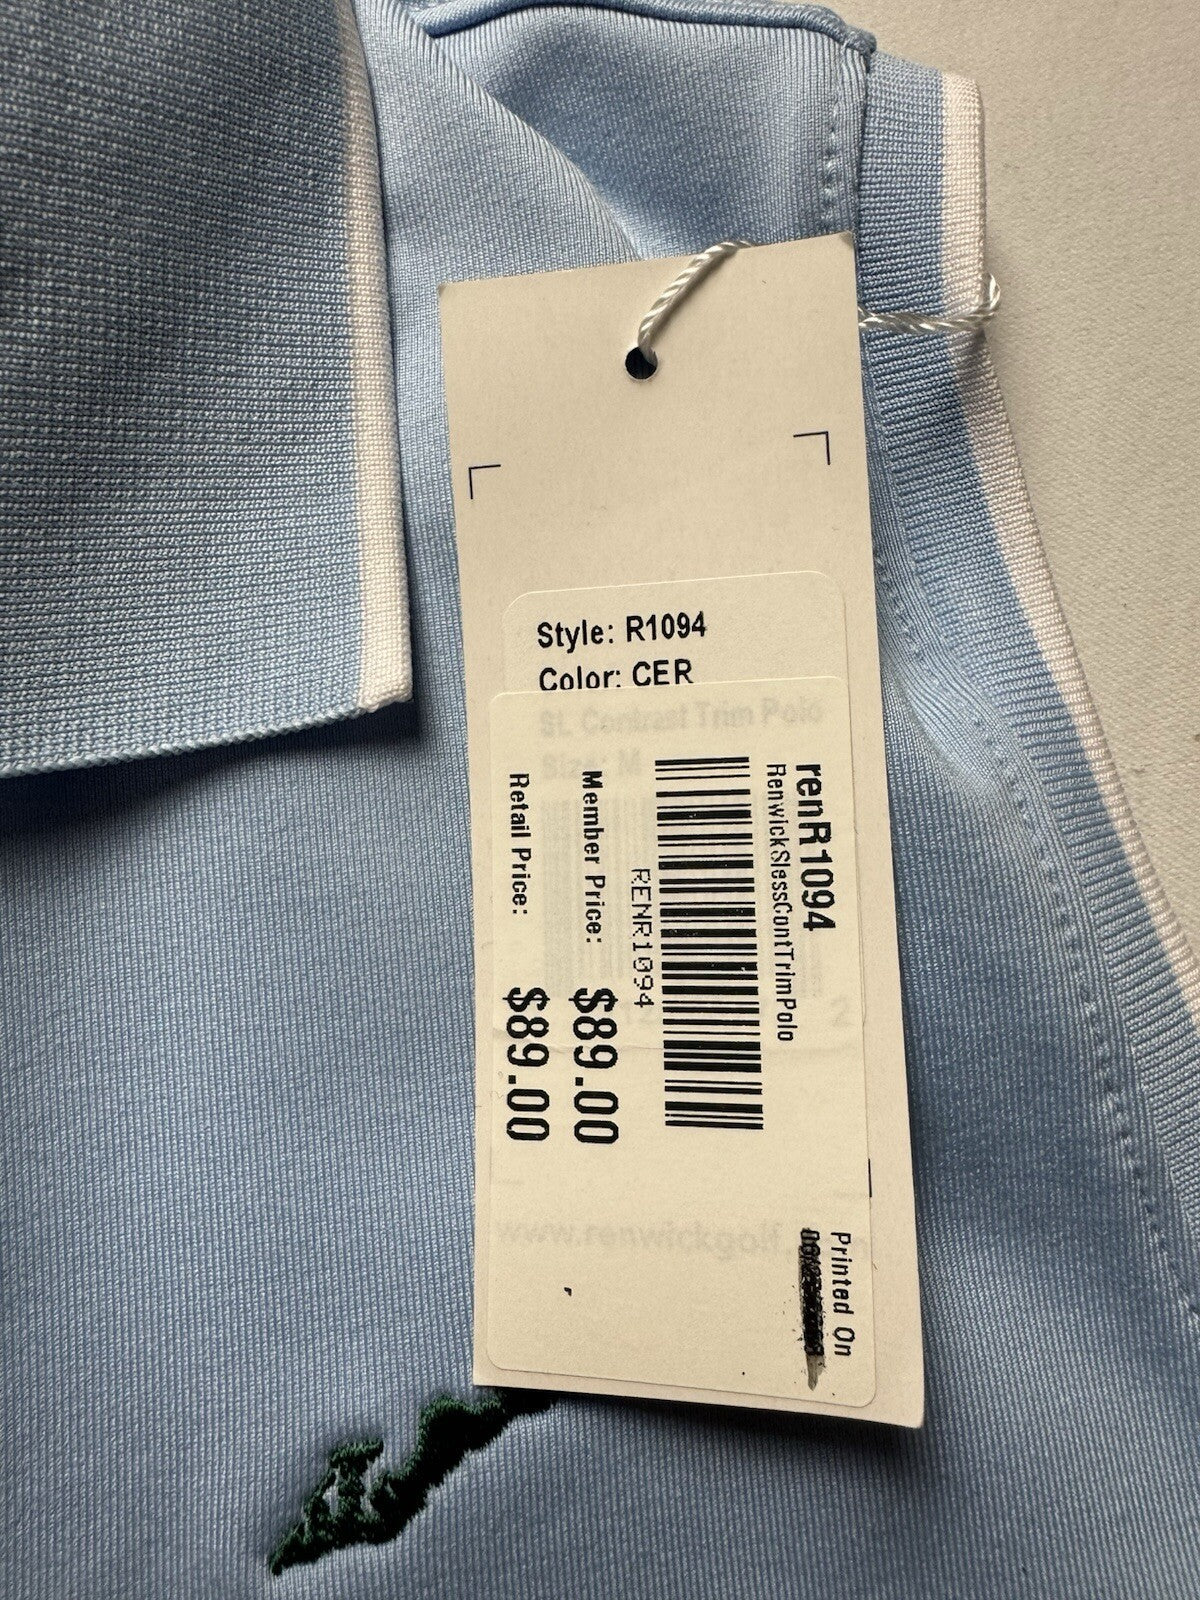 Style: R1094
Color: CER
SL Contrast Trim Polo
Size: M
renR1094
RenwickSlessContTrimPolo
RENR1094
Member Price: $89.00
Retail Price: $89.00
2
www.renwickgolf.
Printed On